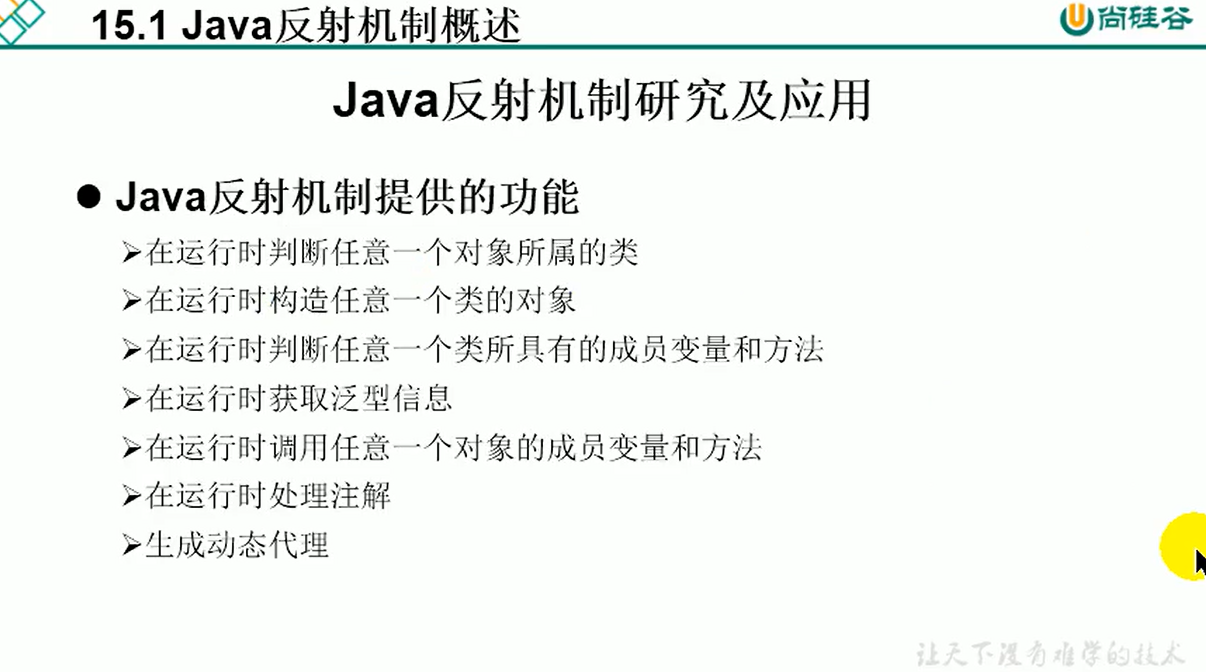 15.1 Java反射机制概述
尚硅谷
Java反射机制研究及应用
● Java反射机制提供的功能
➢在运行时判断任意一个对象所属的类
➢在运行时构造任意一个类的对象
➢在运行时判断任意一个类所具有的成员变量和方法
➢在运行时获取泛型信息
➢在运行时调用任意一个对象的成员变量和方法
➢在运行时处理注解
➢生成动态代理
让天下没有难学的技术